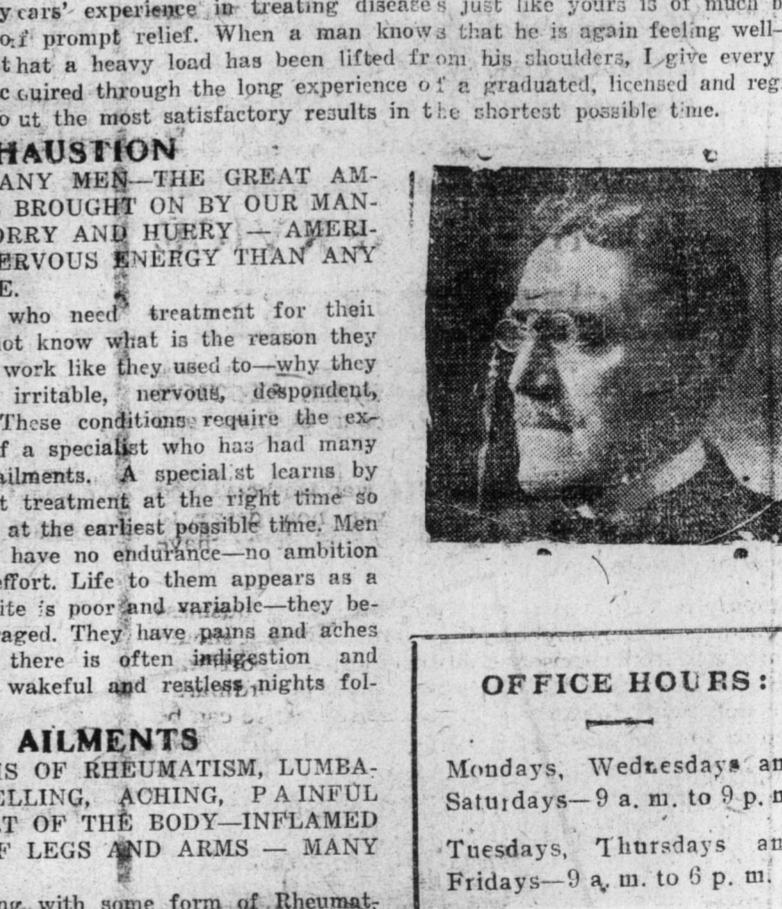 years' experience in treating diseases just like yours is of much
of prompt relief. When a man knows that he is again feeling well—
that a heavy load has been lifted from his shoulders, I give every
cquired through the long experience of a graduated, licensed and reg
out the most satisfactory results in the shortest possible time.
HAUSTION
ANY MEN—THE GREAT AM-
BROUGHT ON BY OUR MAN-
ORRY AND HURRY — AMERI-
ERVOUS ENERGY THAN ANY
E.
who need treatment for their
not know what is the reason they
work like they used to—why they
irritable, nervous, despondent,
These conditions require the ex-
f a specialist who has had many
ailments. A specialist learns by
t treatment at the right time so
at the earliest possible time. Men
have no endurance—no ambition
effort. Life to them appears as a
ite is poor and variable—they be-
raged. They have pains and aches
there is often indigestion and
wakeful and restless nights fol-
AILMENTS
S OF RHEUMATISM, LUMBA-
ELLING, ACHING, PAINFUL
T OF THE BODY—INFLAMED
F LEGS AND ARMS — MANY
ng with some form of Rheumat-
OFFICE HOURS:
Mondays, Wednesdays an
Saturdays—9 a. m. to 9 p. m
Tuesdays, Thursdays an
Fridays—9 a. m. to 6 p. m.